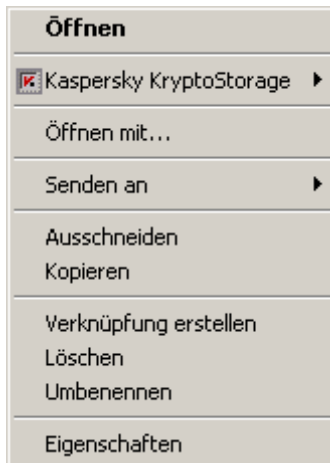 Öffnen
Kaspersky KryptoStorage
Öffnen mit...
Senden an
Ausschneiden
Kopieren
Verknüpfung erstellen
Löschen
Umbenennen
Eigenschaften